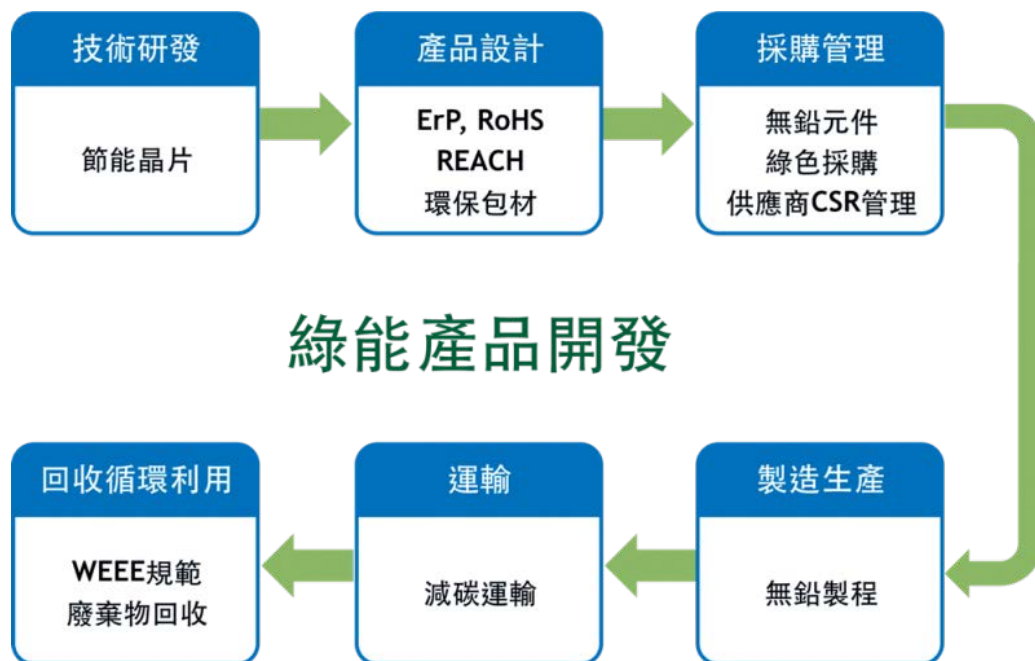 技術研發
節能晶片
產品設計
ErP, RoHS
REACH
環保包材
採購管理
無鉛元件
綠色採購
供應商CSR管理
綠能產品開發
回收循環利用
WEEE規範
廢棄物回收
運輸
減碳運輸
製造生產
無鉛製程